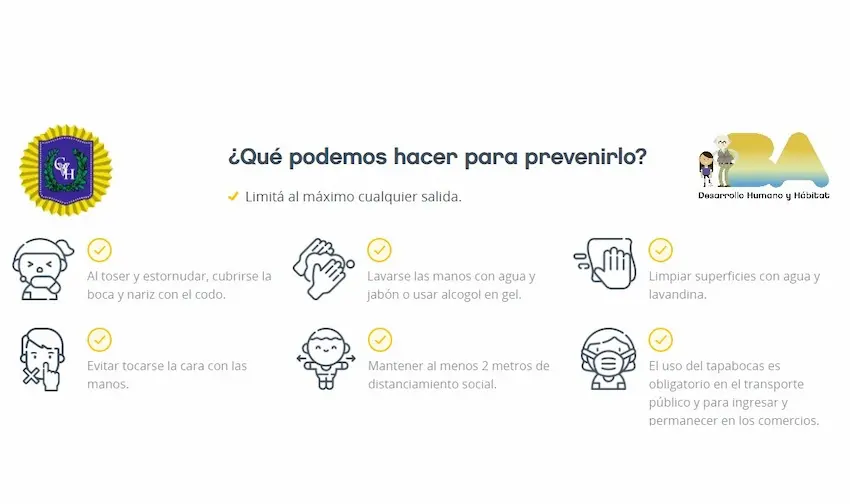 ¿Qué podemos hacer para prevenirlo?
Limitá al máximo cualquier salida.
CVH
BA
Desarrollo Humano y Hábitat
Al toser y estornudar, cubrirse la
boca y nariz con el codo.
Lavarse las manos con agua y
jabón o usar alcogol en gel.
Limpiar superficies con agua y
lavandina.
Evitar tocarse la cara con las
manos.
Mantener al menos 2 metros de
distanciamiento social.
El uso del tapabocas es
obligatorio en el transporte
público y para ingresar y
permanecer en los comercios.